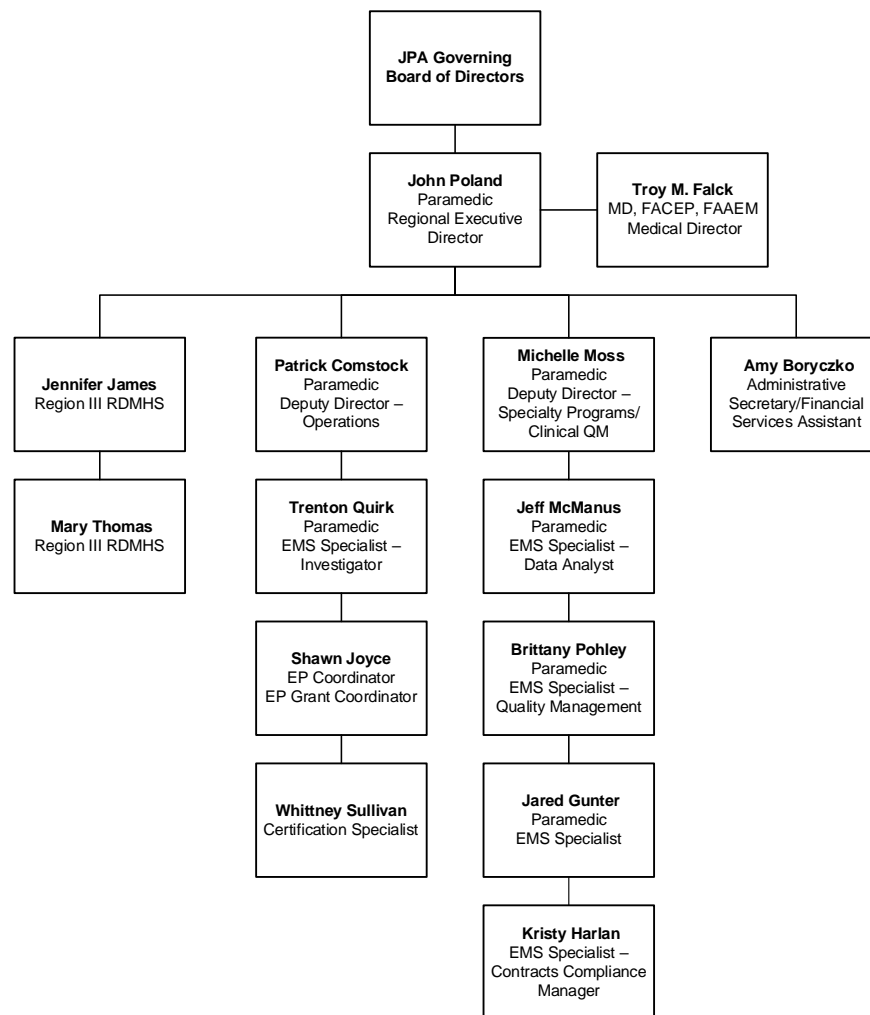 JPA Governing
Board of Directors
John Poland
Paramedic
Regional Executive
Director
Troy M. Falck
MD, FACEP, FAAEM
Medical Director
Jennifer James
Region III RDMHS
Patrick Comstock
Paramedic
Deputy Director –
Operations
Michelle Moss
Paramedic
Deputy Director –
Specialty Programs/
Clinical QM
Amy Boryczko
Administrative
Secretary/Financial
Services Assistant
Mary Thomas
Region III RDMHS
Trenton Quirk
Paramedic
EMS Specialist –
Investigator
Jeff McManus
Paramedic
EMS Specialist –
Data Analyst
Shawn Joyce
EP Coordinator
EP Grant Coordinator
Brittany Pohley
Paramedic
EMS Specialist –
Quality Management
Whittney Sullivan
Certification Specialist
Jared Gunter
Paramedic
EMS Specialist
Kristy Harlan
EMS Specialist –
Contracts Compliance
Manager